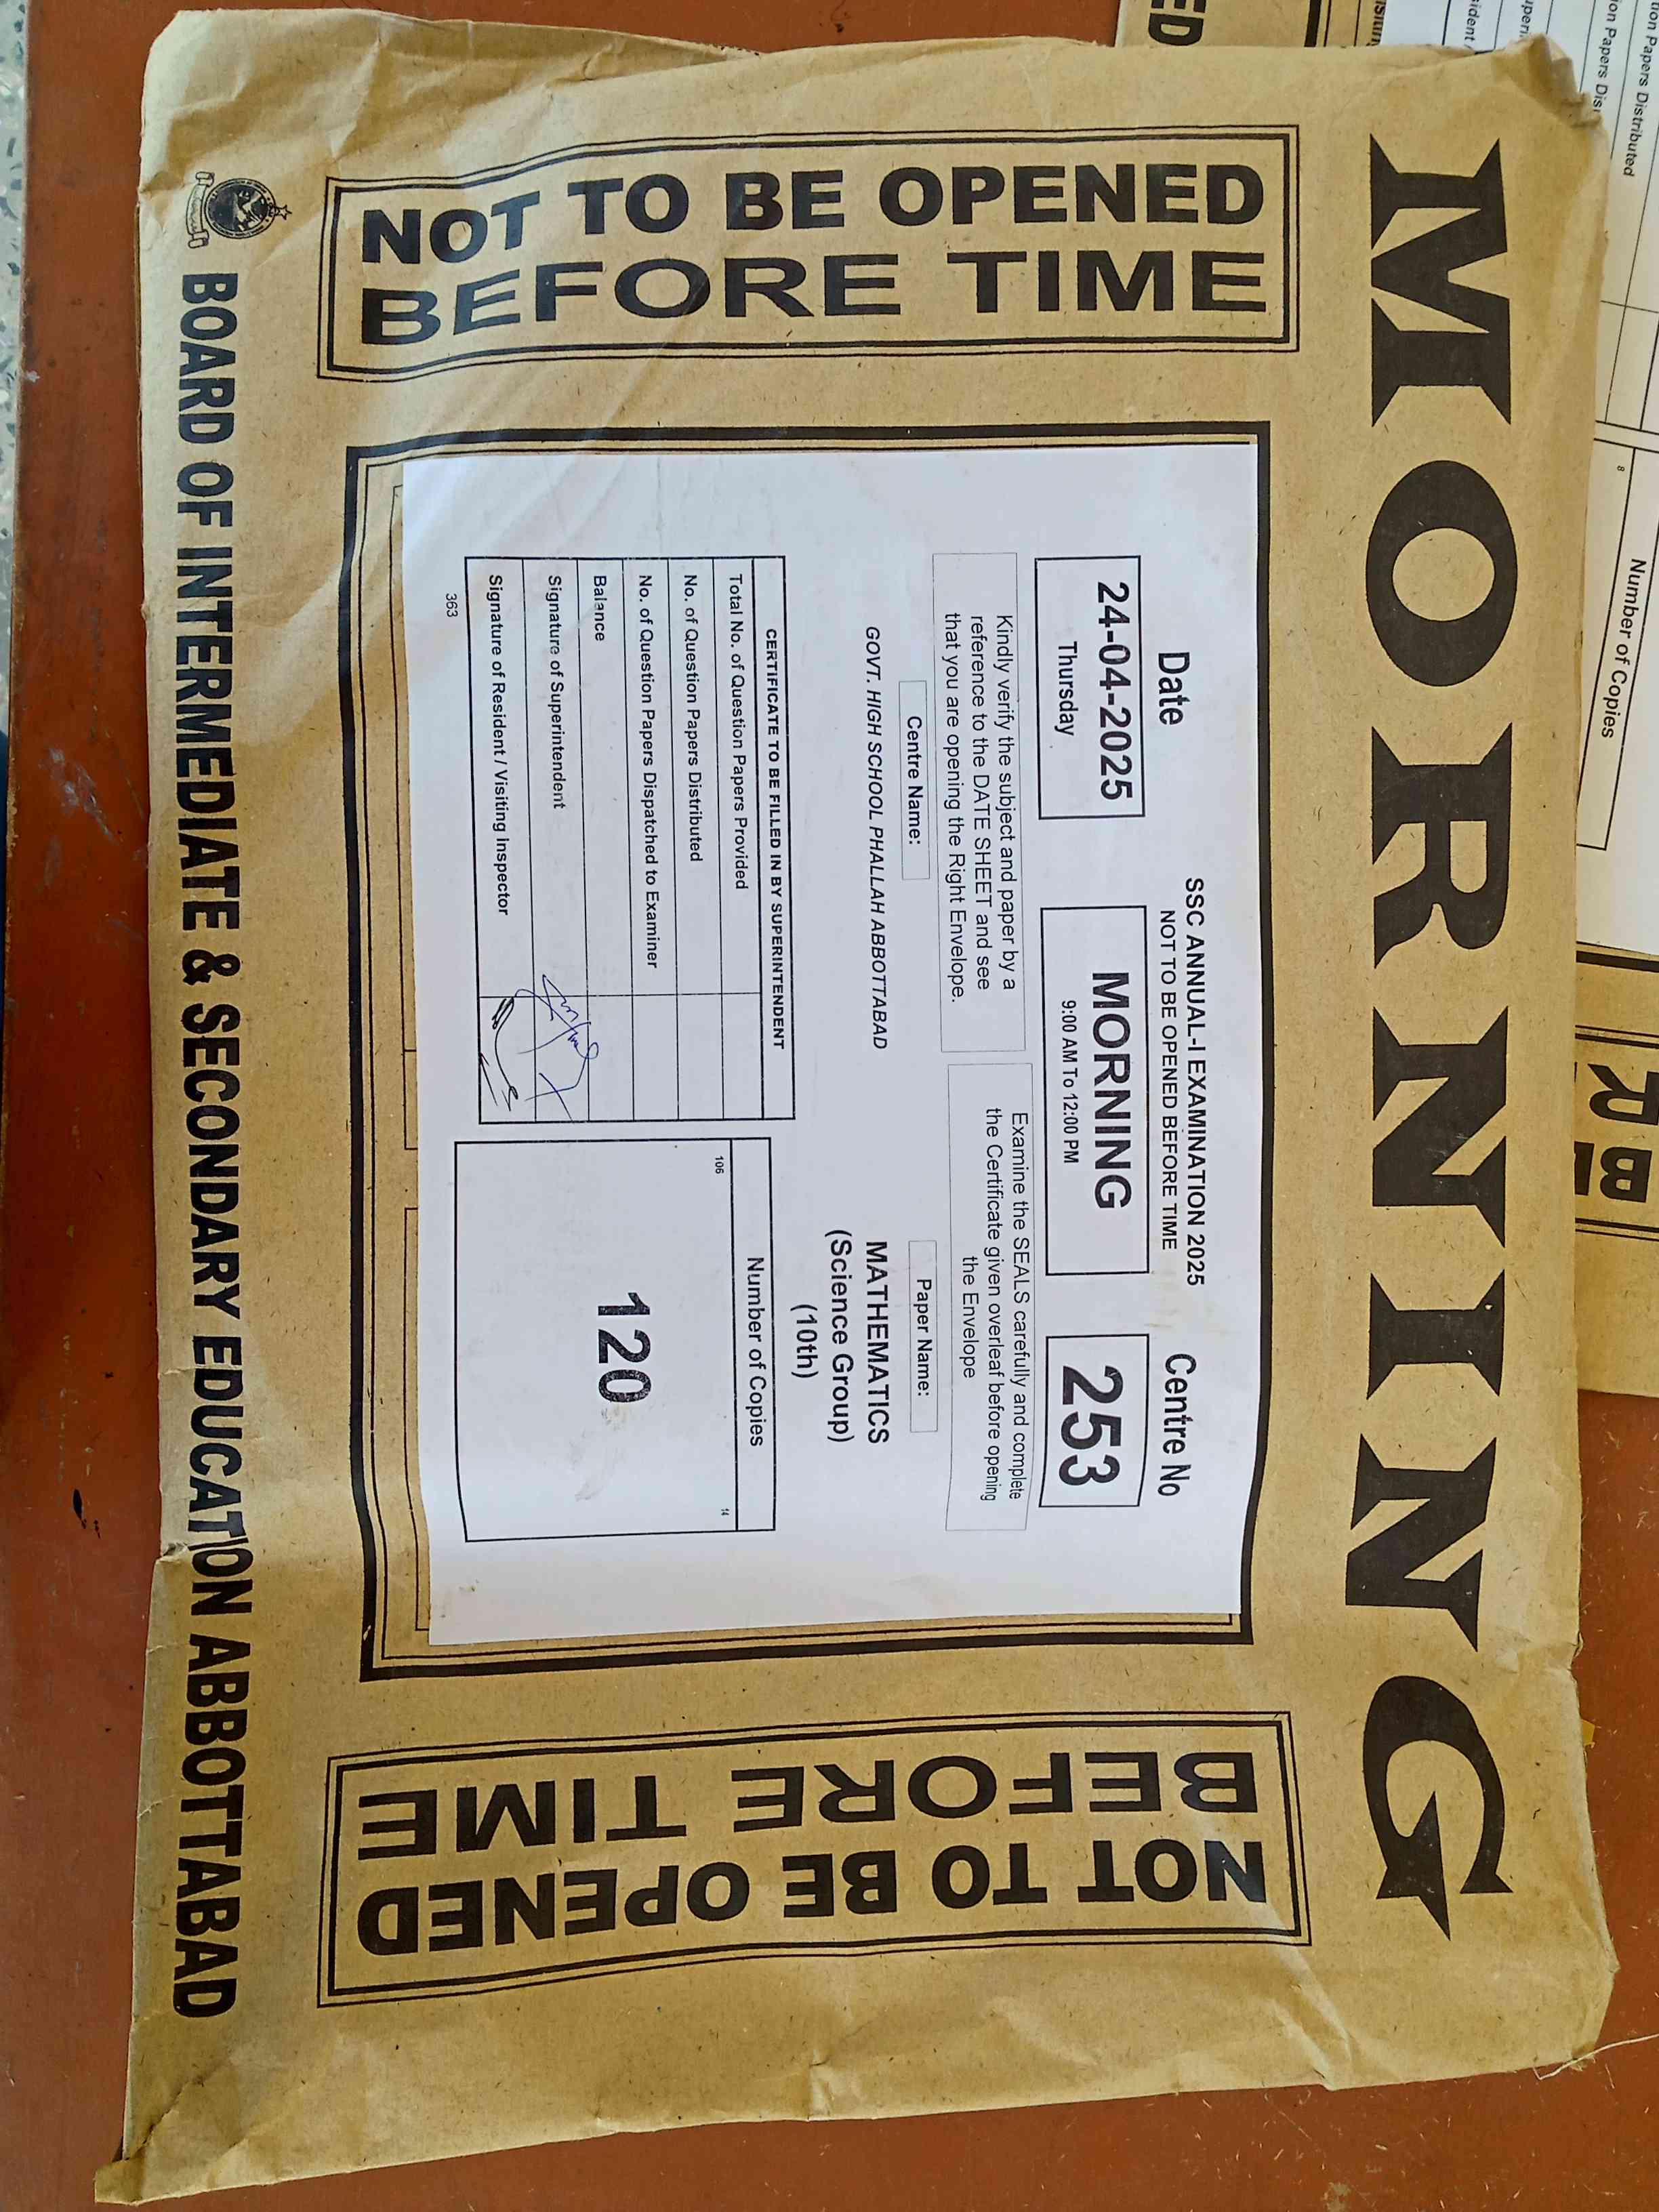 MORNING
NOT TO BE OPENED
BEFORE TIME
SSC ANNUAL-I EXAMINATION 2025
NOT TO BE OPENED BEFORE TIME
Date
24-04-2025
Thursday
MORNING
9:00 AM To 12:00 PM
Centre No
253
Kindly verify the subject and paper by a
reference to the DATE SHEET and see
that you are opening the Right Envelope.
Examine the SEALS carefully and complete
the Certificate given overleaf before opening
the Envelope
Centre Name:
GOVT. HIGH SCHOOL PHALLAH ABBOTTABAD
Paper Name:
MATHEMATICS
(Science Group)
(10th)
CERTIFICATE TO BE FILLED IN BY SUPERINTENDENT
Total No. of Question Papers Provided
No. of Question Papers Distributed
No. of Question Papers Dispatched to Examiner
Balance
Signature of Superintendent
Signature of Resident / Visiting Inspector
363
Number of Copies
106
14
120
NOT TO BE OPENED
BEFORE TIME
BOARD OF INTERMEDIATE & SECONDARY EDUCATION ABBOTTABAD
ion Papers Distributed
Number of Copies
8